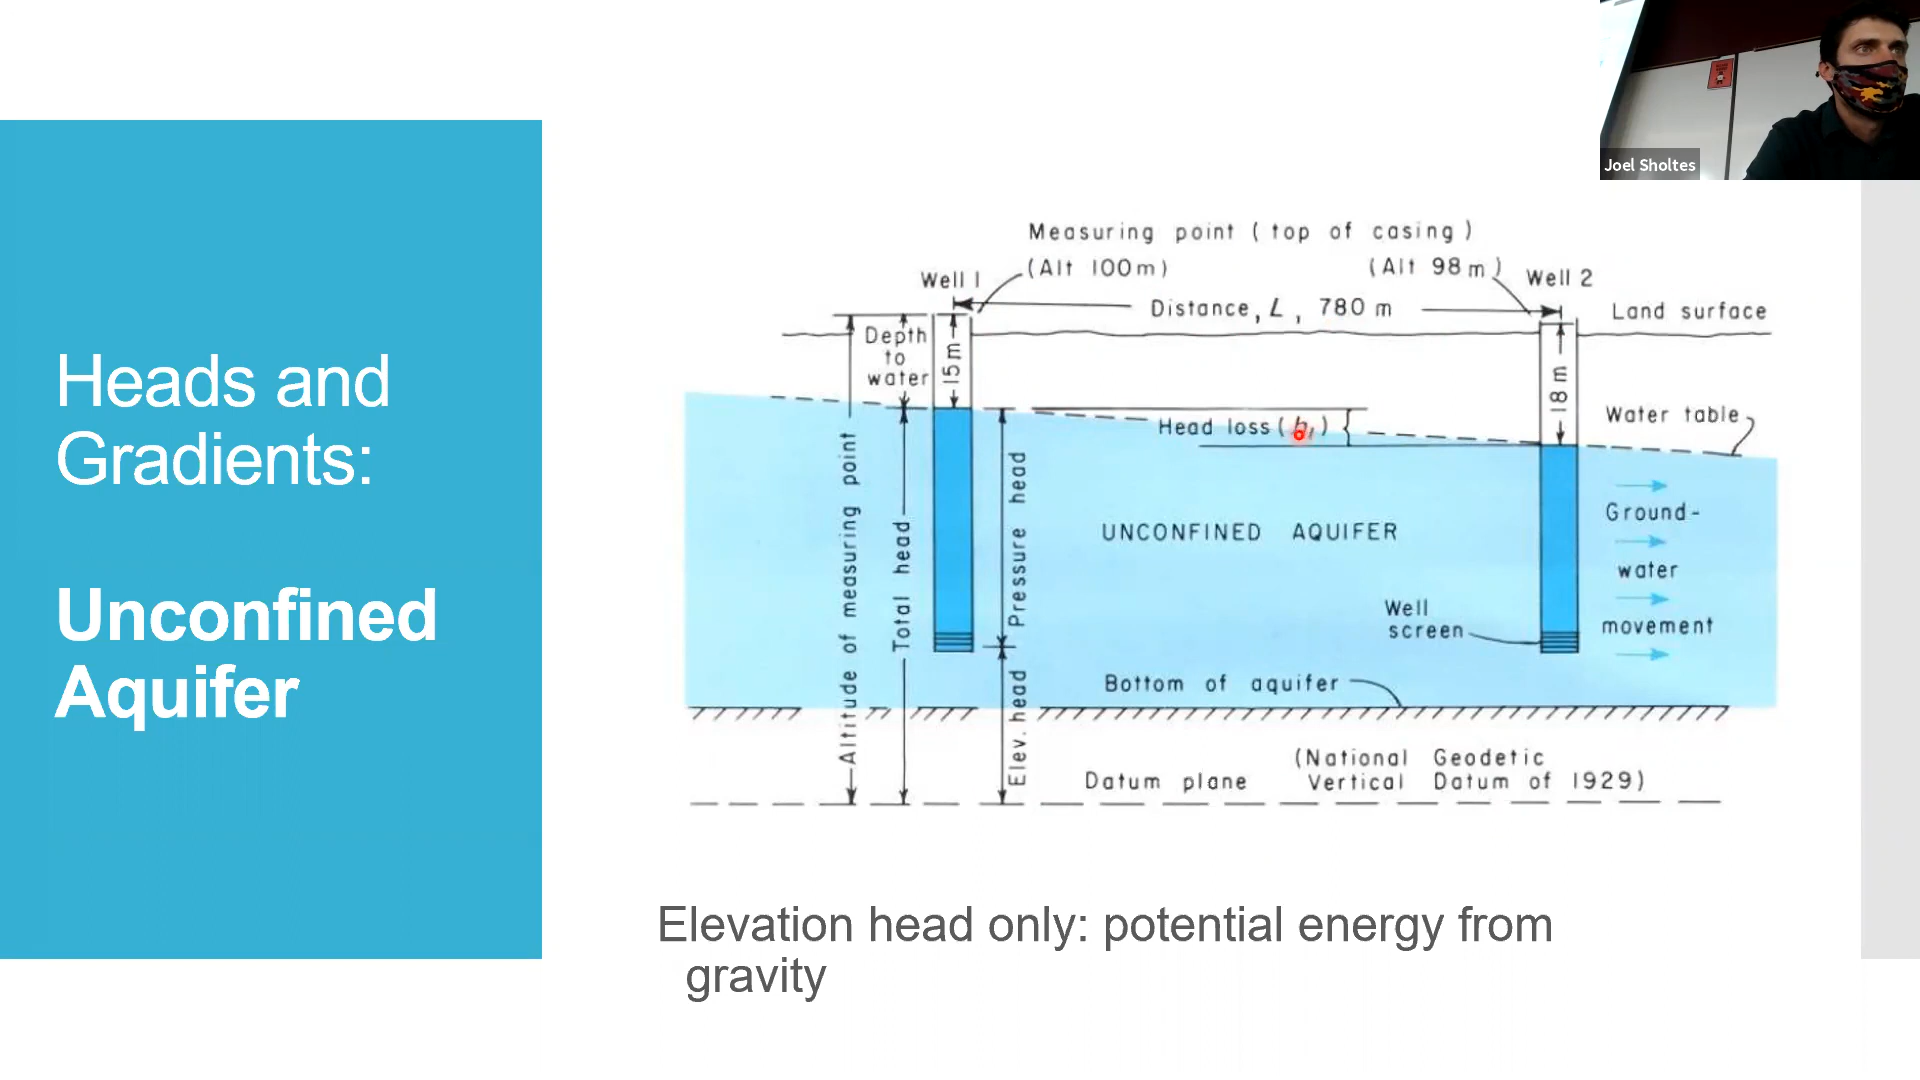 Joel Sholtes
Heads and
Gradients:
Unconfined
Aquifer
Measuring point (top of casing)
(Alt 100m)
(Alt 98m)
Well 1
Well 2
Distance, L, 780 m
Land surface
Depth
to
water
15m
18 m
Head loss (h
Water table
Altitude of measuring point
Total head
Pressure head
Elev. head
UNCONFINED AQUIFER
Ground-
water
movement
Well
screen
Bottom of aquifer
Datum plane
(National Geodetic
Vertical Datum of 1929)
Elevation head only: potential energy from
gravity